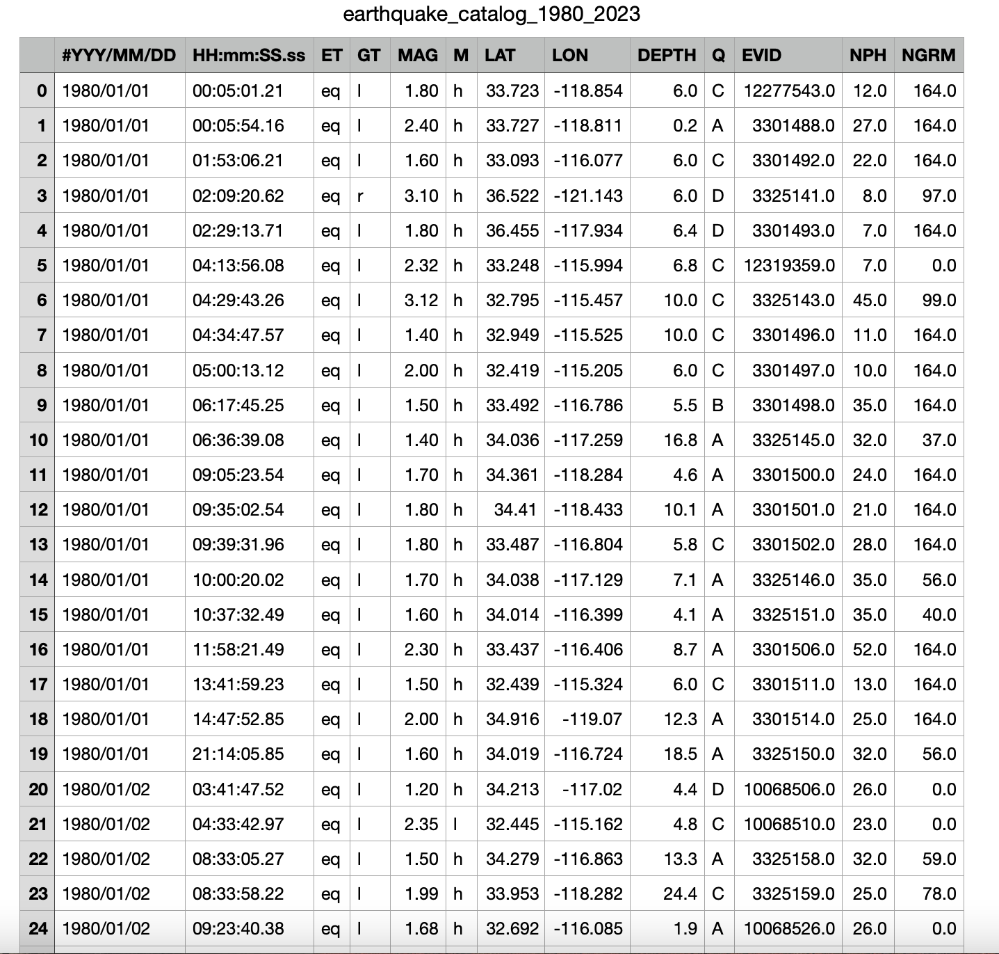 earthquake_catalog_1980_2023
#YYY/MM/DD HH:mm:SS.ss ET GT MAG M LAT LON DEPTH Q EVID NPH NGRM
0 1980/01/01 00:05:01.21 eq l 1.80 h 33.723 -118.854 6.0 C 12277543.0 12.0 164.0
1 1980/01/01 00:05:54.16 eq l 2.40 h 33.727 -118.811 0.2 A 3301488.0 27.0 164.0
2 1980/01/01 01:53:06.21 eq l 1.60 h 33.093 -116.077 6.0 C 3301492.0 22.0 164.0
3 1980/01/01 02:09:20.62 eq r 3.10 h 36.522 -121.143 6.0 D 3325141.0 8.0 97.0
4 1980/01/01 02:29:13.71 eq l 1.80 h 36.455 -117.934 6.4 D 3301493.0 7.0 164.0
5 1980/01/01 04:13:56.08 eq l 2.32 h 33.248 -115.994 6.8 C 12319359.0 7.0 0.0
6 1980/01/01 04:29:43.26 eq l 3.12 h 32.795 -115.457 10.0 C 3325143.0 45.0 99.0
7 1980/01/01 04:34:47.57 eq l 1.40 h 32.949 -115.525 10.0 C 3301496.0 11.0 164.0
8 1980/01/01 05:00:13.12 eq l 2.00 h 32.419 -115.205 6.0 C 3301497.0 10.0 164.0
9 1980/01/01 06:17:45.25 eq l 1.50 h 33.492 -116.786 5.5 B 3301498.0 35.0 164.0
10 1980/01/01 06:36:39.08 eq l 1.40 h 34.036 -117.259 16.8 A 3325145.0 32.0 37.0
11 1980/01/01 09:05:23.54 eq l 1.70 h 34.361 -118.284 4.6 A 3301500.0 24.0 164.0
12 1980/01/01 09:35:02.54 eq l 1.80 h 34.41 -118.433 10.1 A 3301501.0 21.0 164.0
13 1980/01/01 09:39:31.96 eq l 1.80 h 33.487 -116.804 5.8 C 3301502.0 28.0 164.0
14 1980/01/01 10:00:20.02 eq l 1.70 h 34.038 -117.129 7.1 A 3325146.0 35.0 56.0
15 1980/01/01 10:37:32.49 eq l 1.60 h 34.014 -116.399 4.1 A 3325151.0 35.0 40.0
16 1980/01/01 11:58:21.49 eq l 2.30 h 33.437 -116.406 8.7 A 3301506.0 52.0 164.0
17 1980/01/01 13:41:59.23 eq l 1.50 h 32.439 -115.324 6.0 C 3301511.0 13.0 164.0
18 1980/01/01 14:47:52.85 eq l 2.00 h 34.916 -119.07 12.3 A 3301514.0 25.0 164.0
19 1980/01/01 21:14:05.85 eq l 1.60 h 34.019 -116.724 18.5 A 3325150.0 32.0 56.0
20 1980/01/02 03:41:47.52 eq l 1.20 h 34.213 -117.02 4.4 D 10068506.0 26.0 0.0
21 1980/01/02 04:33:42.97 eq l 2.35 l 32.445 -115.162 4.8 C 10068510.0 23.0 0.0
22 1980/01/02 08:33:05.27 eq l 1.50 h 34.279 -116.863 13.3 A 3325158.0 32.0 59.0
23 1980/01/02 08:33:58.22 eq l 1.99 h 33.953 -118.282 24.4 C 3325159.0 25.0 78.0
24 1980/01/02 09:23:40.38 eq l 1.68 h 32.692 -116.085 1.9 A 10068526.0 26.0 0.0